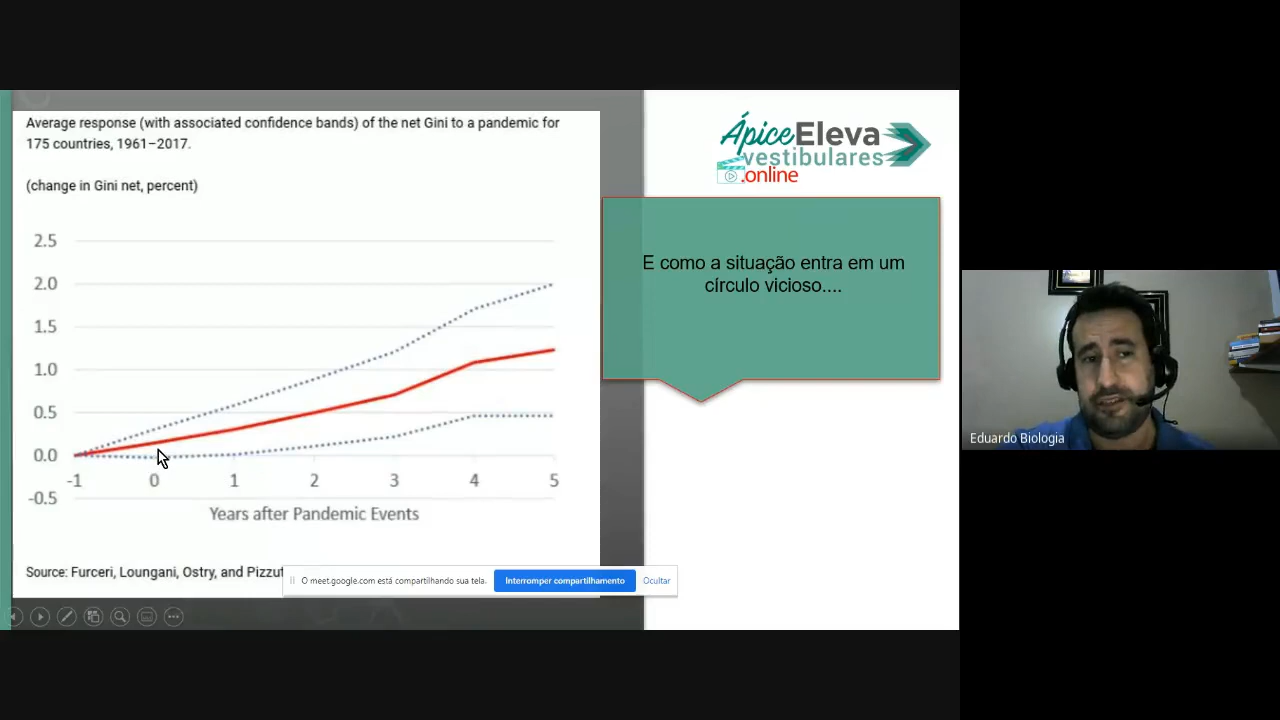 Average response (with associated confidence bands) of the net Gini to a pandemic for
175 countries, 1961–2017.
(change in Gini net, percent)
2.5
2.0
1.5
1.0
0.5
0.0
-0.5
-1 0 1 2 3 4 5
Years after Pandemic Events
Source: Furceri, Loungani, Ostry, and
O meet.google.com está compartilhando sua tela.
Interromper compartilhamento
Ocultar
ÁpiceEleva
vestibulares
.online
E como a situação entra em um
círculo vicioso....
Eduardo Biologia